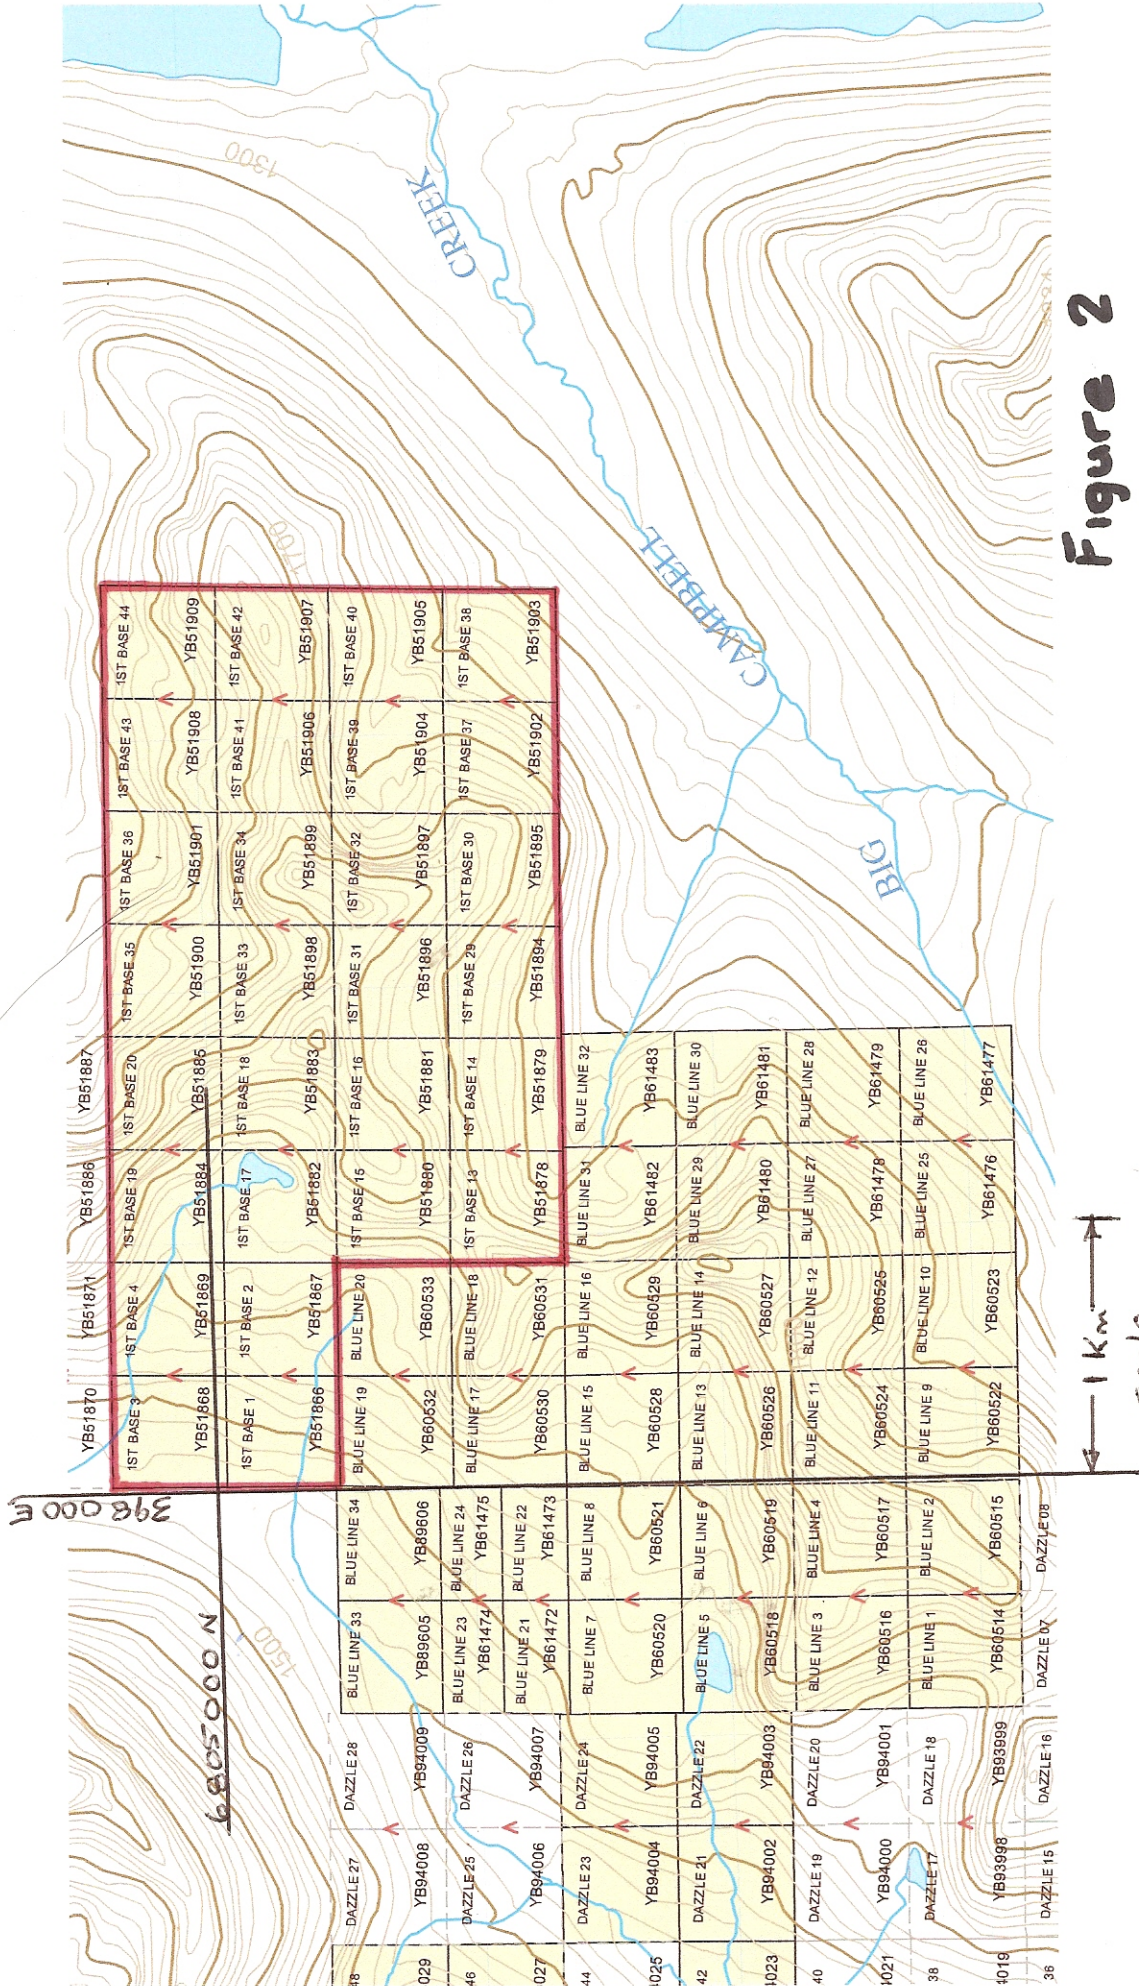 1ST BASE 44
YB51909
1ST BASE 42
YB51907
1ST BASE 40
YB51905
1ST BASE 38
YB51903
1ST BASE 43
YB51908
1ST BASE 41
YB51906
1ST BASE 39
YB51904
1ST BASE 37
YB51902
1ST BASE 36
YB51901
1ST BASE 34
YB51899
1ST BASE 32
YB51897
1ST BASE 30
YB51895
1ST BASE 35
YB51900
1ST BASE 33
YB51898
1ST BASE 31
YB51896
1ST BASE 29
YB51894
YB51887
1ST BASE 20
YB51885
1ST BASE 18
YB51883
1ST BASE 16
YB51881
1ST BASE 14
YB51879
BLUE LINE 32
YB61483
BLUE LINE 30
YB61481
BLUE LINE 28
YB61479
BLUE LINE 26
YB61477
YB51886
1ST BASE 19
YB51884
1ST BASE 17
YB51882
1ST BASE 15
YB51880
1ST BASE 13
YB51878
BLUE LINE 31
YB61482
BLUE LINE 29
YB61480
BLUE LINE 27
YB61478
BLUE LINE 25
YB61476
YB51871
1ST BASE 4
YB51869
1ST BASE 2
YB51867
BLUE LINE 20
YB60533
BLUE LINE 18
YB60531
BLUE LINE 16
YB60529
BLUE LINE 14
YB60527
BLUE LINE 12
YB60525
BLUE LINE 10
YB60523
YB51870
1ST BASE 3
YB51868
1ST BASE 1
YB51866
BLUE LINE 19
YB60532
BLUE LINE 17
YB60530
BLUE LINE 15
YB60528
BLUE LINE 13
YB60526
BLUE LINE 11
YB60524
BLUE LINE 9
YB60522
BLUE LINE 34
YB89606
BLUE LINE 24
YB61475
BLUE LINE 22
YB61473
BLUE LINE 8
YB60521
BLUE LINE 6
YB60519
BLUE LINE 4
YB60517
BLUE LINE 2
YB60515
DAZZLE 08
BLUE LINE 33
YB89605
BLUE LINE 23
YB61474
BLUE LINE 21
YB61472
BLUE LINE 7
YB60520
BLUE LINE 5
YB60518
BLUE LINE 3
YB60516
BLUE LINE 1
YB60514
DAZZLE 07
DAZZLE 28
YB94009
DAZZLE 26
YB94007
DAZZLE 24
YB94005
DAZZLE 22
YB94003
DAZZLE 20
YB94001
DAZZLE 18
YB93999
DAZZLE 16
DAZZLE 27
YB94008
DAZZLE 25
YB94006
DAZZLE 23
YB94004
DAZZLE 21
YB94002
DAZZLE 19
YB94000
DAZZLE 17
YB93998
DAZZLE 15
48
029
46
027
44
4025
42
4023
40
4021
38
4019
36
BIG
CAMPBELL
CREEK
1300
1700
1500
398000E
6805000N
1 Km
Figure 2